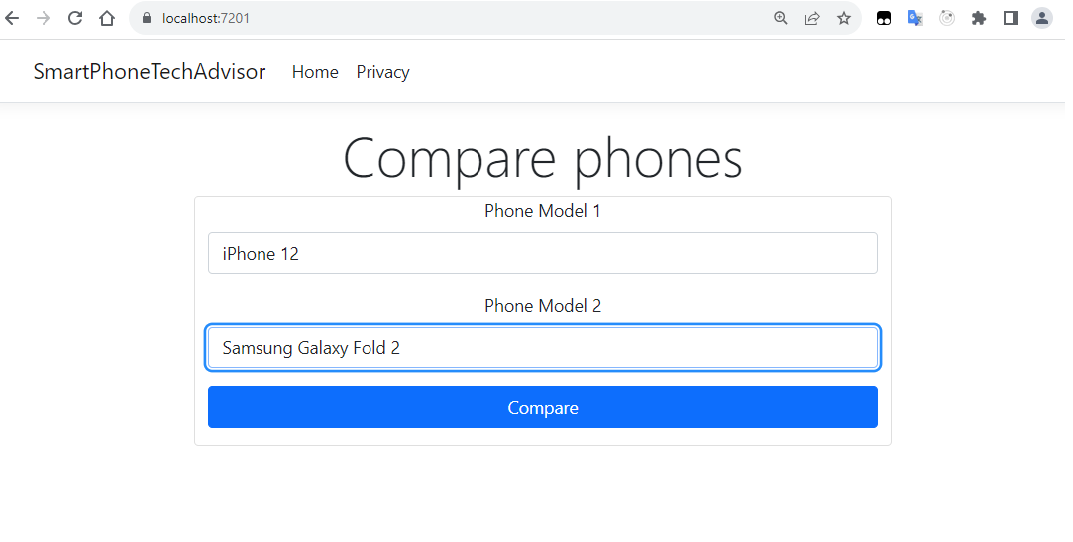 localhost:7201
SmartPhoneTechAdvisor Home Privacy
Compare phones
Phone Model 1
iPhone 12
Phone Model 2
Samsung Galaxy Fold 2
Compare